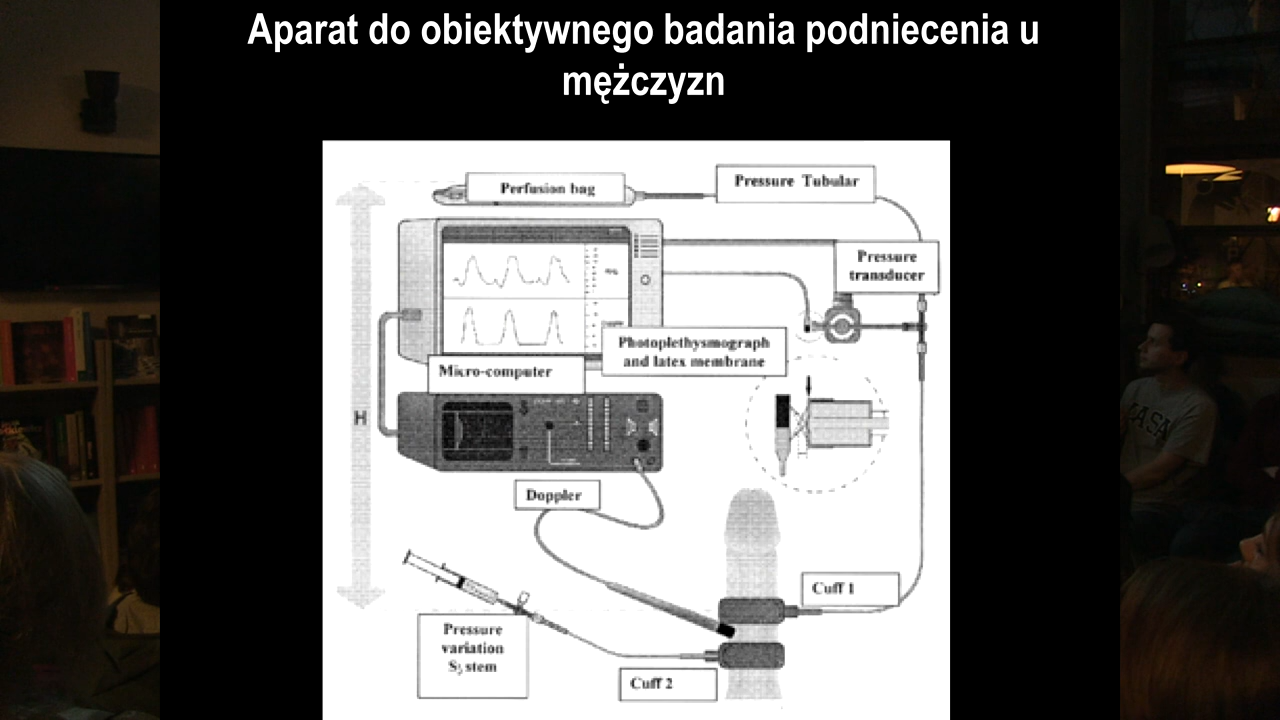 Aparat do obiektywnego badania podniecenia u
mężczyzn
Perfusion bag
Pressure Tubular
Pressure
transducer
Photoplethysmograph
and latex membrane
Micro-computer
H
Doppler
Cuff 1
Pressure
variation
System
Cuff 2
ASA